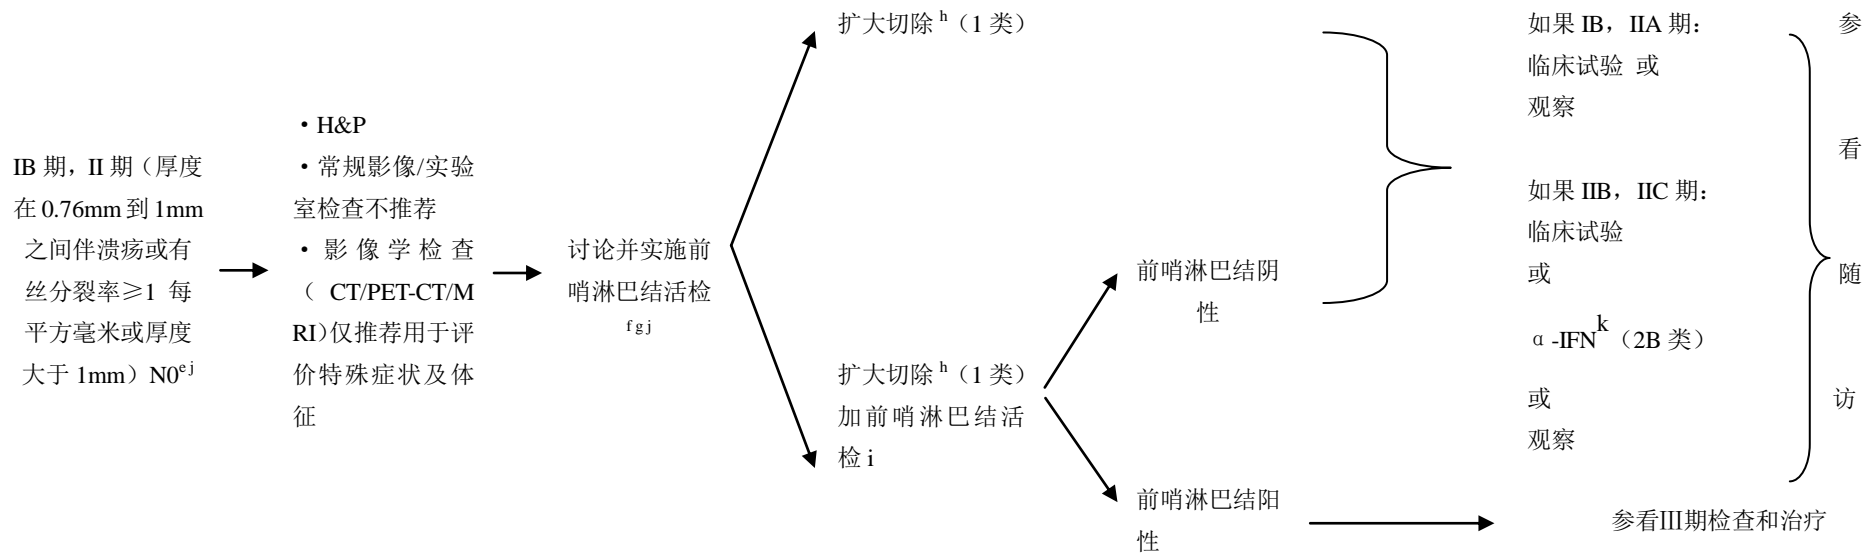 IB 期，II 期（厚度
在 0.76mm 到 1mm
之间伴溃疡或有
丝分裂率≥1 每
平方毫米或厚度
大于 1mm）N0e j
·H&P
·常规影像/实验
室检查不推荐
·影像学检查
（ CT/PET-CT/M
RI)仅推荐用于评
价特殊症状及体
征
讨论并实施前
哨淋巴结活检
f g j
扩大切除 h（1 类）
扩大切除 h（1 类）
加前哨淋巴结活
检 i
前哨淋巴结阴
性
前哨淋巴结阳
性
如果 IB，IIA 期：
临床试验 或
观察
如果 IIB，IIC 期：
临床试验
或
α-IFNk（2B 类）
或
观察
参看Ⅲ期检查和治疗
参
看
随
访